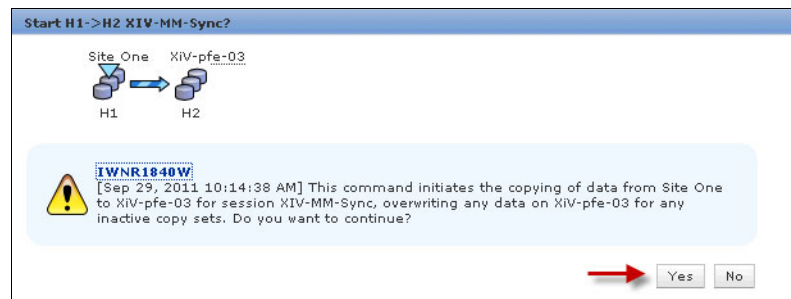 Start H1->H2 XIV-MM-Sync?
Site One XiV-pfe-03
H1 H2
IWNR1840W
[Sep 29, 2011 10:14:38 AM] This command initiates the copying of data from Site One
to XiV-pfe-03 for session XIV-MM-Sync, overwriting any data on XiV-pfe-03 for any
inactive copy sets. Do you want to continue?
Yes No